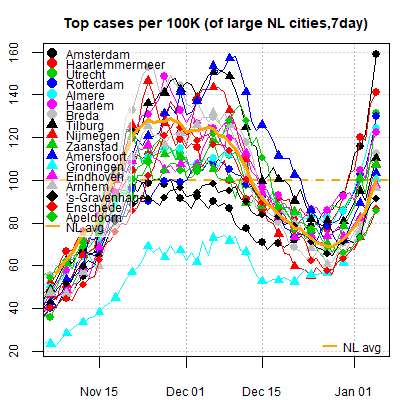 Top cases per 100K (of large NL cities,7day)
160
140
120
100
80
60
40
20
Amsterdam
Haarlemmermeer
Utrecht
Rotterdam
Almere
Haarlem
Breda
Tilburg
Nijmegen
Zaanstad
Amersfoort
Groningen
Eindhoven
Arnhem
's-Gravenhage
Enschede
Apeldoorn
NL avg
NL avg
Nov 15
Dec 01
Dec 15
Jan 01